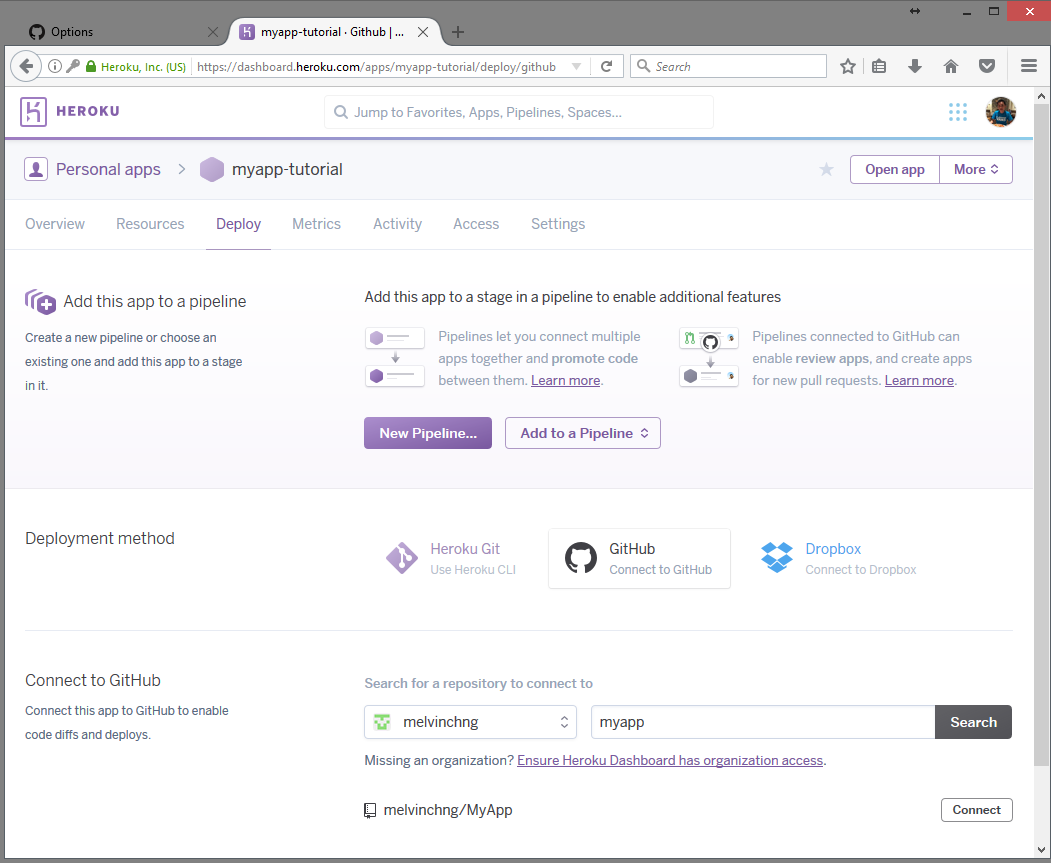 Options
myapp-tutorial · Github | ...
Heroku, Inc. (US)
https://dashboard.heroku.com/apps/myapp-tutorial/deploy/github
Search
HEROKU
Jump to Favorites, Apps, Pipelines, Spaces...
Personal apps
myapp-tutorial
Open app
More
Overview
Resources
Deploy
Metrics
Activity
Access
Settings
Add this app to a pipeline
Create a new pipeline or choose an
existing one and add this app to a stage
in it.
Add this app to a stage in a pipeline to enable additional features
Pipelines let you connect multiple
apps together and promote code
between them. Learn more.
Pipelines connected to GitHub can
enable review apps, and create apps
for new pull requests. Learn more.
New Pipeline...
Add to a Pipeline
Deployment method
Heroku Git
Use Heroku CLI
GitHub
Connect to GitHub
Dropbox
Connect to Dropbox
Connect to GitHub
Connect this app to GitHub to enable
code diffs and deploys.
Search for a repository to connect to
melvinchng
myapp
Search
Missing an organization? Ensure Heroku Dashboard has organization access.
melvinchng/MyApp
Connect